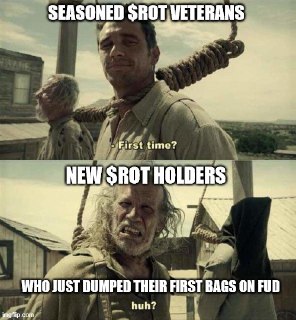 SEASONED $ROT VETERANS
- First time?
NEW $ROT HOLDERS
WHO JUST DUMPED THEIR FIRST BAGS ON FUD
huh?
imgflip.com